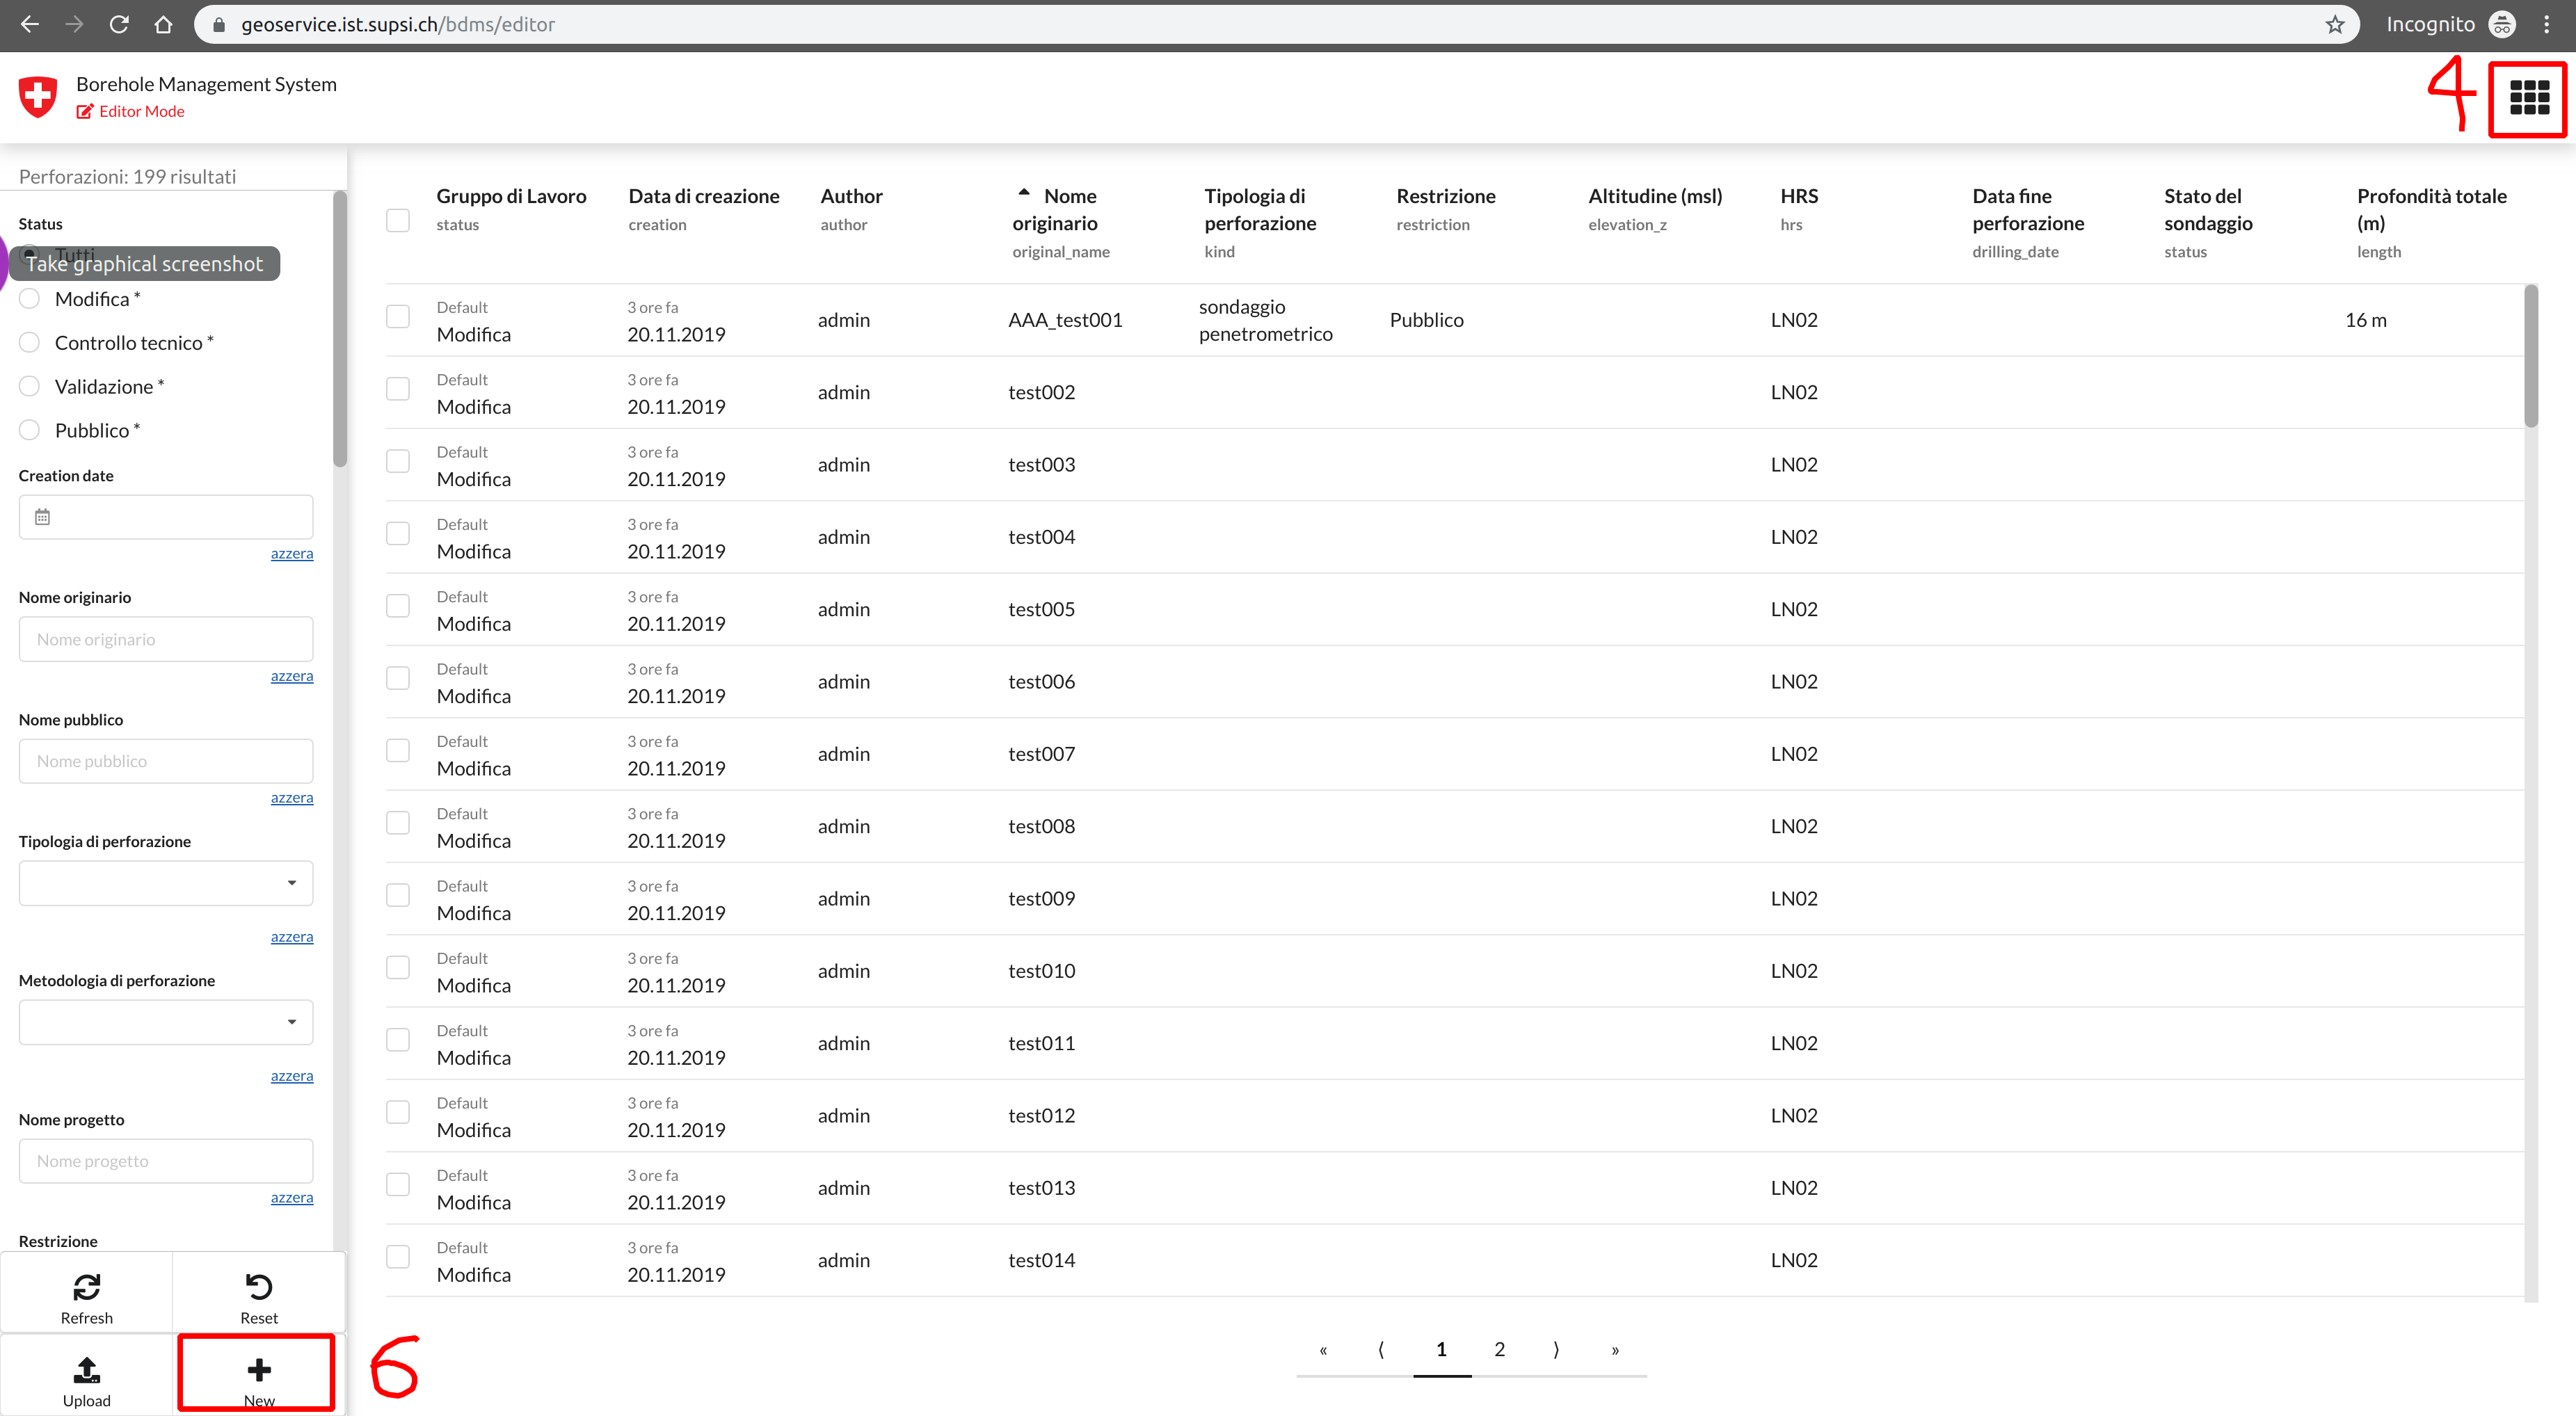 geoservice.ist.supsi.ch/bdms/editor
Incognito
Borehole Management System
Editor Mode
4
Perforazioni: 199 risultati
Status
Tutti
Take graphical screenshot
Modifica *
Controllo tecnico *
Validazione *
Pubblico *
Creation date
azzera
Nome originario
Nome originario
azzera
Nome pubblico
Nome pubblico
azzera
Tipologia di perforazione
azzera
Metodologia di perforazione
azzera
Nome progetto
Nome progetto
azzera
Restrizione
Refresh
Reset
Upload
New
6
Gruppo di Lavoro
status
Data di creazione
creation
Author
author
Nome originario
original_name
Tipologia di perforazione
kind
Restrizione
restriction
Altitudine (msl)
elevation_z
HRS
hrs
Data fine perforazione
drilling_date
Stato del sondaggio
status
Profondità totale (m)
length
Default 3 ore fa
Modifica 20.11.2019 admin AAA_test001 sondaggio penetrometrico Pubblico LN02 16 m
Default 3 ore fa
Modifica 20.11.2019 admin test002 LN02
Default 3 ore fa
Modifica 20.11.2019 admin test003 LN02
Default 3 ore fa
Modifica 20.11.2019 admin test004 LN02
Default 3 ore fa
Modifica 20.11.2019 admin test005 LN02
Default 3 ore fa
Modifica 20.11.2019 admin test006 LN02
Default 3 ore fa
Modifica 20.11.2019 admin test007 LN02
Default 3 ore fa
Modifica 20.11.2019 admin test008 LN02
Default 3 ore fa
Modifica 20.11.2019 admin test009 LN02
Default 3 ore fa
Modifica 20.11.2019 admin test010 LN02
Default 3 ore fa
Modifica 20.11.2019 admin test011 LN02
Default 3 ore fa
Modifica 20.11.2019 admin test012 LN02
Default 3 ore fa
Modifica 20.11.2019 admin test013 LN02
Default 3 ore fa
Modifica 20.11.2019 admin test014 LN02
« ⟨ 1 2 ⟩ »